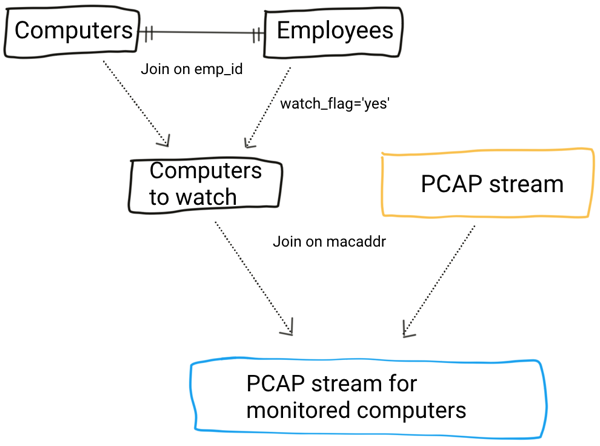 Computers
Employees
Join on emp_id
watch_flag='yes'
Computers
to watch
PCAP stream
Join on macaddr
PCAP stream for
monitored computers